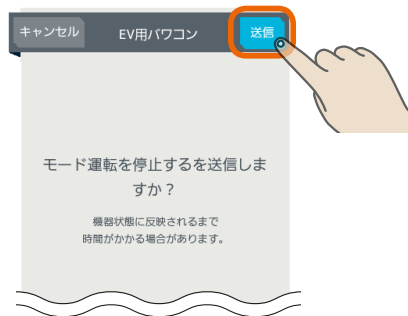 キャンセル
EV用パワコン
送信
モード運転を停止するを送信しま
すか？
機器状態に反映されるまで
時間がかかる場合があります。